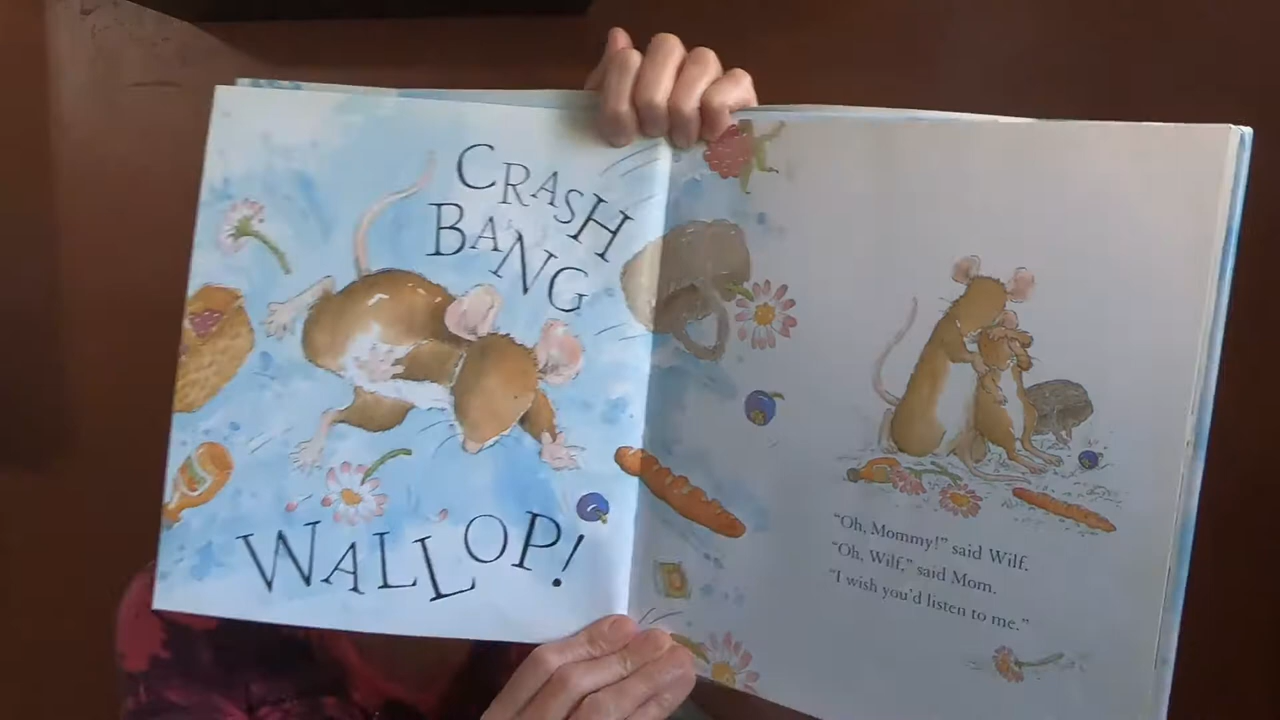 CRASH
BANG
WALLOP!
“Oh, Mommy!” said Wilf.
“Oh, Wilf,” said Mom.
“I wish you’d listen to me.”